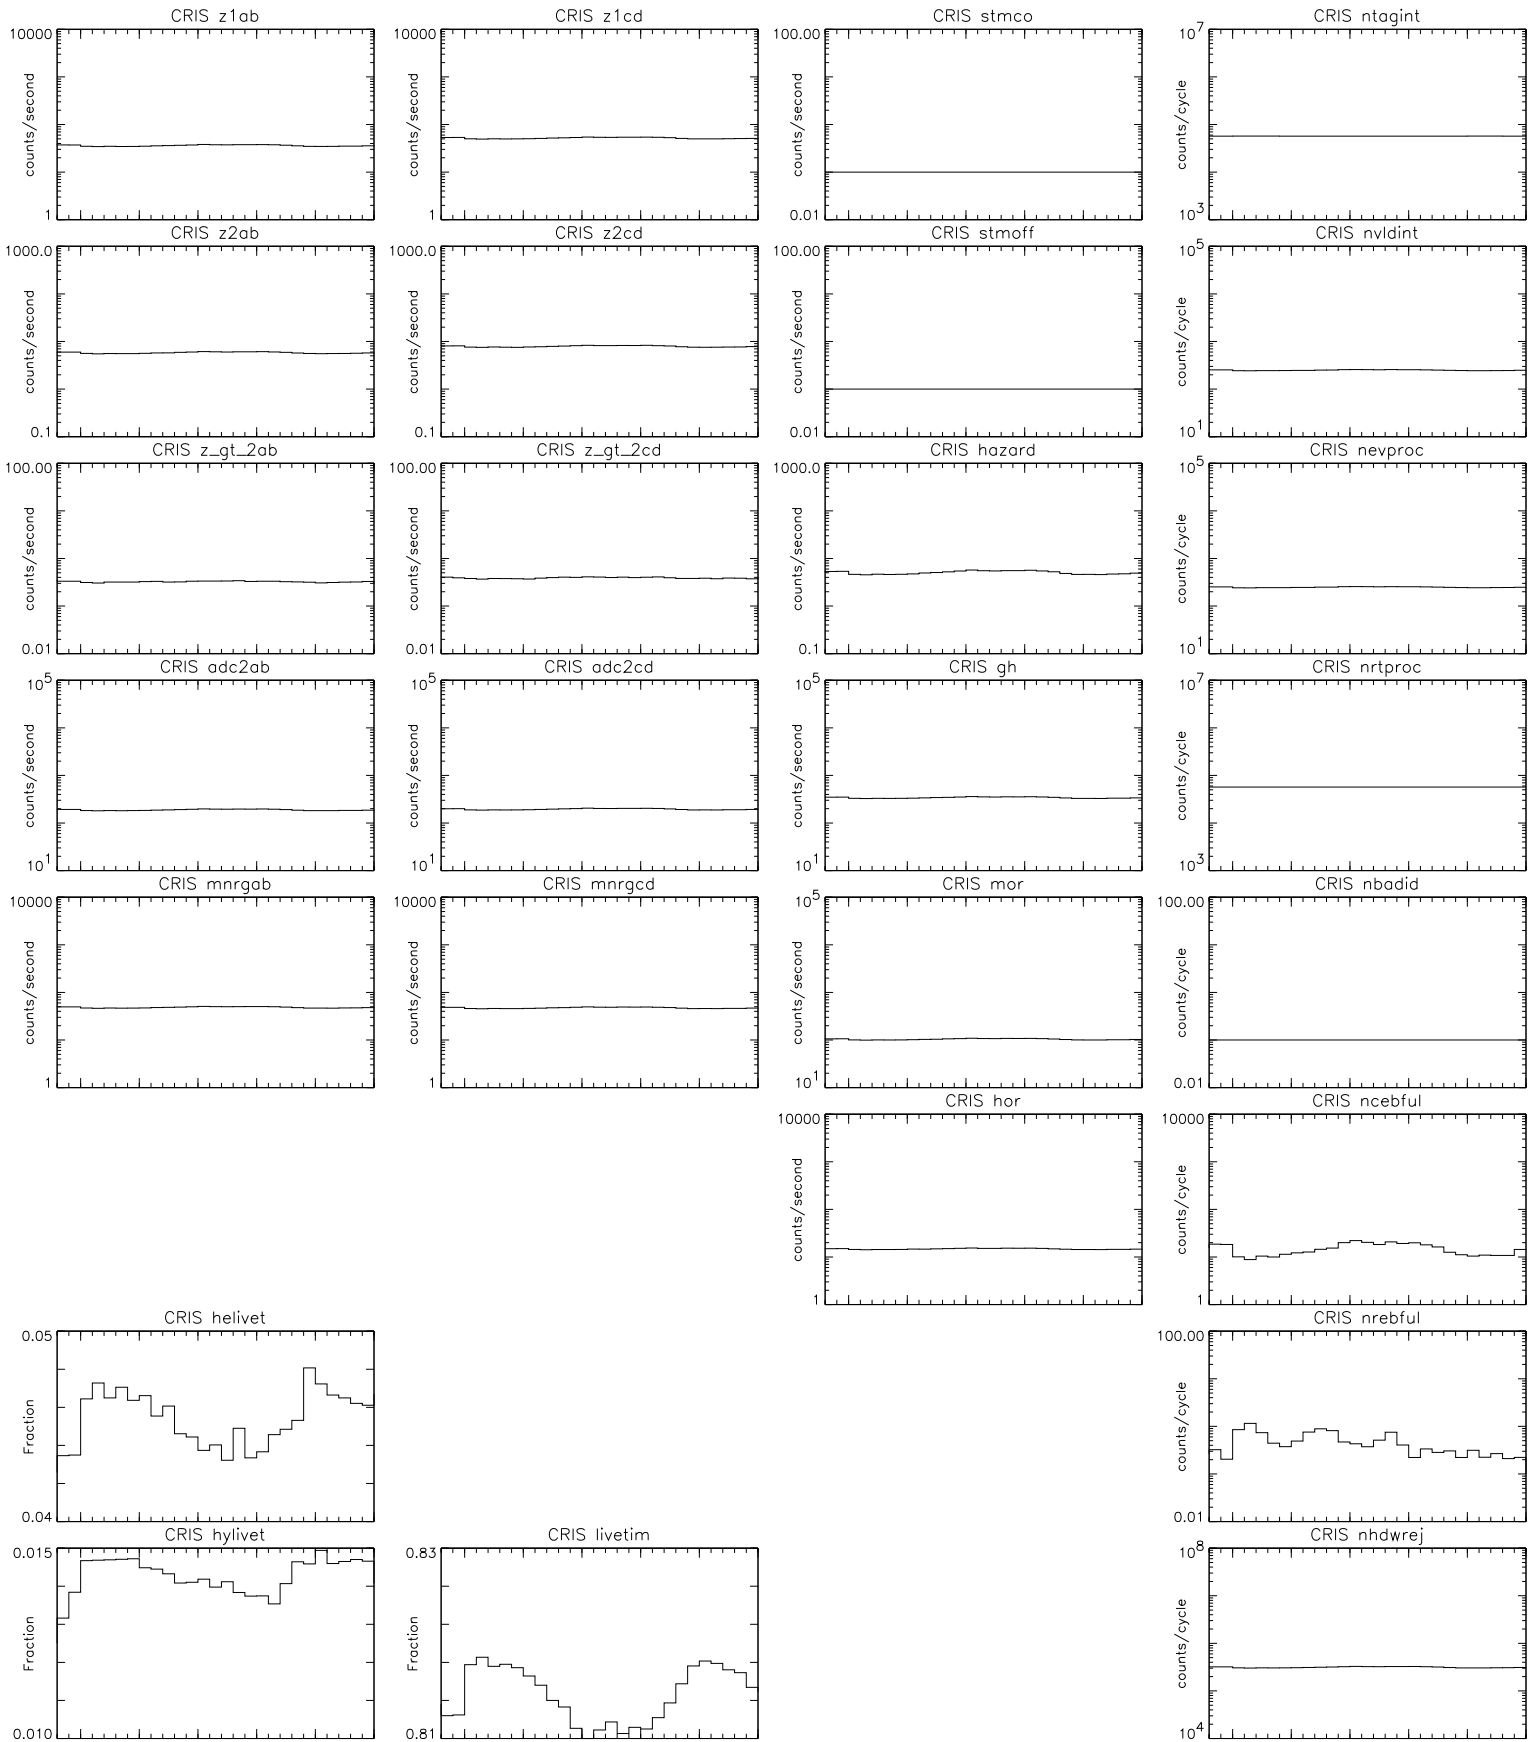 CRIS z1ab
10000
counts/second
1
CRIS z1cd
10000
counts/second
1
CRIS stmco
100.00
counts/second
0.01
CRIS ntagint
10^7
counts/cycle
10^3
CRIS z2ab
1000.0
counts/second
0.1
CRIS z2cd
1000.0
counts/second
0.1
CRIS stmoff
100.00
counts/second
0.01
CRIS nvldint
10^5
counts/cycle
10^1
CRIS z_gt_2ab
100.00
counts/second
0.01
CRIS z_gt_2cd
100.00
counts/second
0.01
CRIS hazard
1000.0
counts/second
0.1
CRIS nevproc
10^5
counts/cycle
10^1
CRIS adc2ab
10^5
counts/second
10^1
CRIS adc2cd
10^5
counts/second
10^1
CRIS gh
10^5
counts/second
10^1
CRIS nrtproc
10^7
counts/cycle
10^3
CRIS mnrgab
10000
counts/second
1
CRIS mnrgcd
10000
counts/second
1
CRIS mor
10^5
counts/second
10^1
CRIS nbadid
100.00
counts/cycle
0.01
CRIS hor
10000
counts/second
1
CRIS ncebful
10000
counts/cycle
1
CRIS helivet
0.05
Fraction
0.04
CRIS nrebful
100.00
counts/cycle
0.01
CRIS hylivet
0.015
Fraction
0.010
CRIS livetim
0.83
Fraction
0.81
CRIS nhdwrej
10^8
counts/cycle
10^4